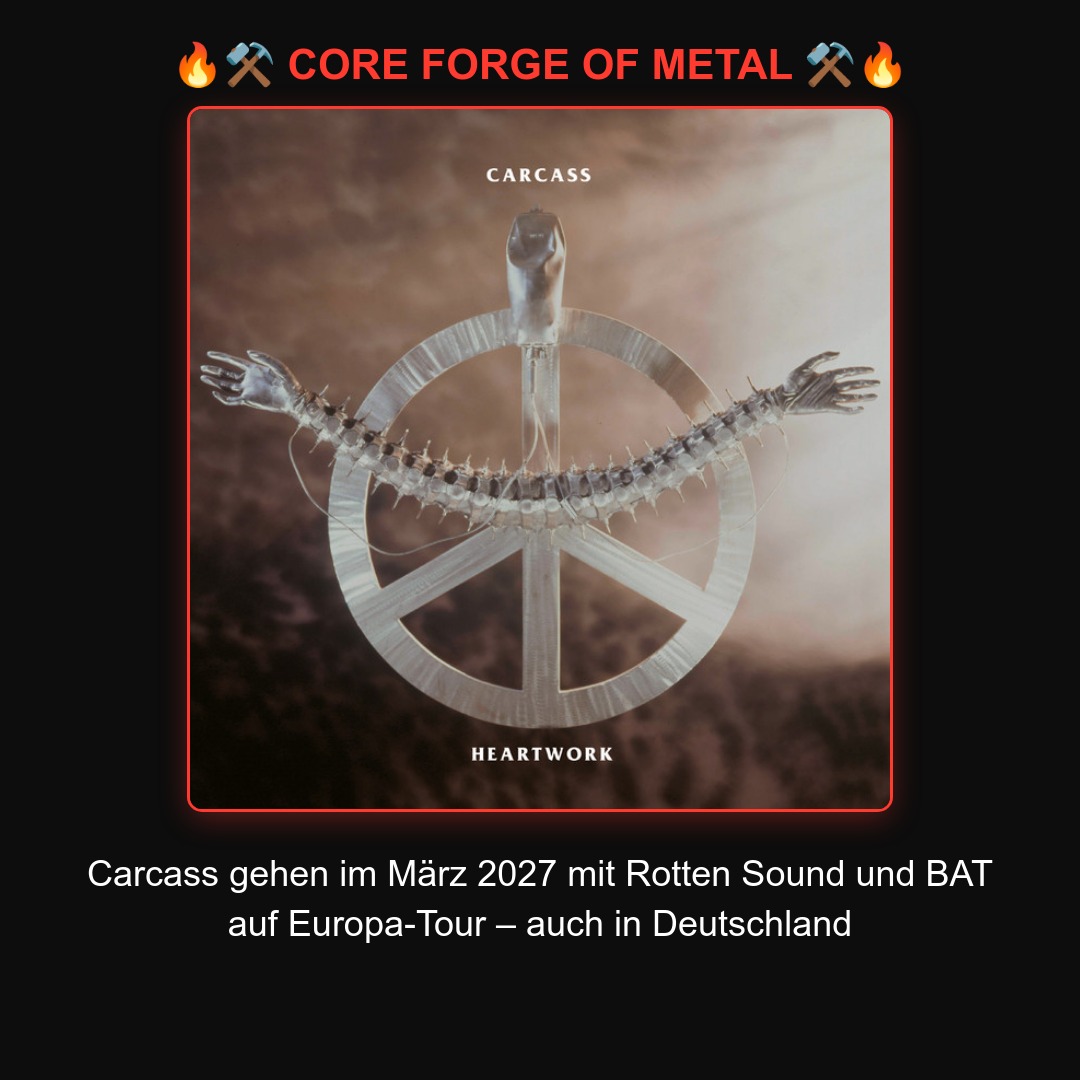 🔥⚒️ CORE FORGE OF METAL ⚒️🔥
CARCASS
HEARTWORK
Carcass gehen im März 2027 mit Rotten Sound und BAT
auf Europa-Tour – auch in Deutschland